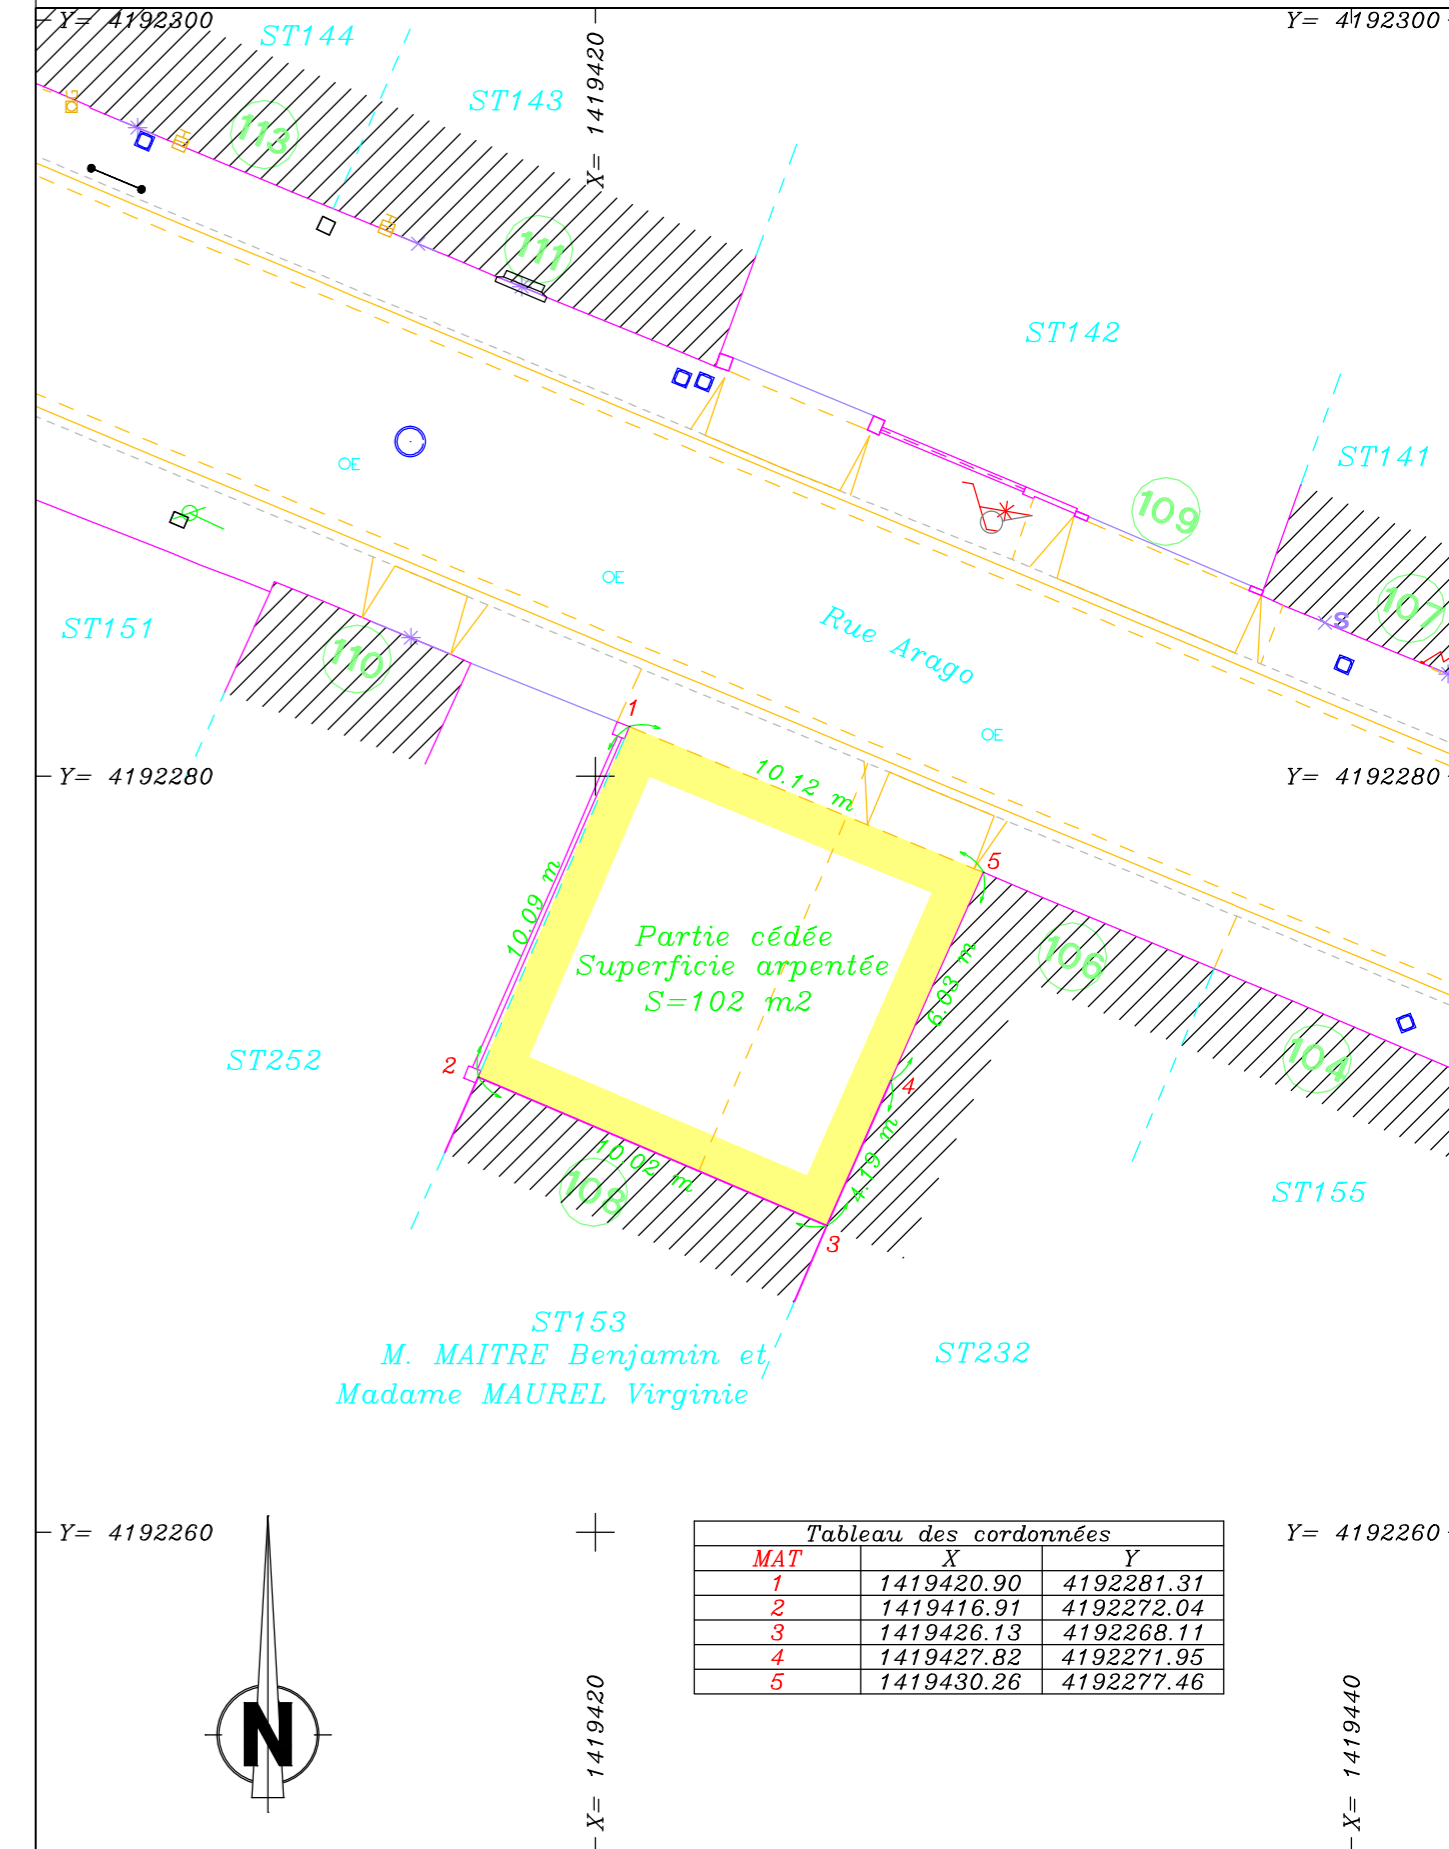 Y= 4192300
Y= 4192300
ST144
X= 1419420
ST143
113
111
ST142
ST141
109
OE
107
8
OE
ST151
110
Rue Arago
OE
1
Y= 4192280
Y= 4192280
10.12 m
5
10.09 m
Partie cédée
Superficie arpentée
S=102 m2
106
6.03 m
ST252
2
4
104
10.02 m
4.19 m
108
ST155
3
ST153
M. MAITRE Benjamin et
Madame MAUREL Virginie
ST232
Y= 4192260
Y= 4192260
Tableau des cordonnées
MAT X Y
1 1419420.90 4192281.31
2 1419416.91 4192272.04
3 1419426.13 4192268.11
4 1419427.82 4192271.95
5 1419430.26 4192277.46
N
X= 1419420
X= 1419440